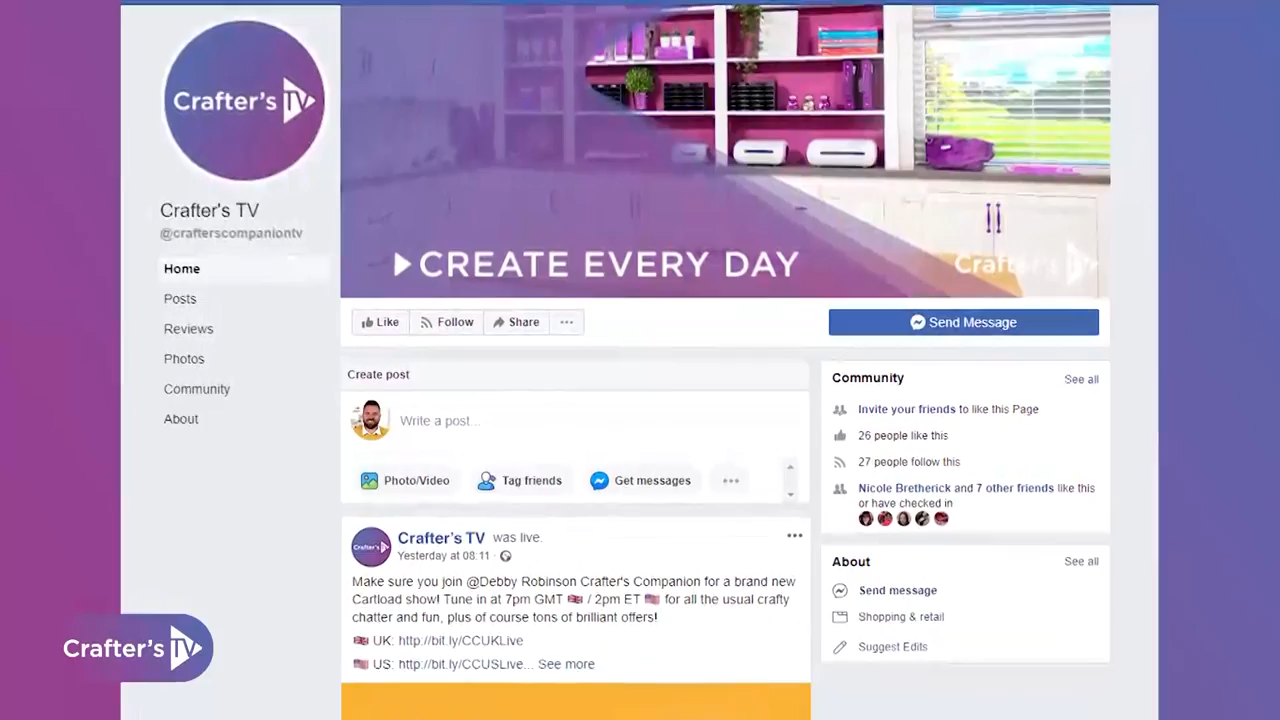 Crafter's TV
Crafter's TV
@crafterscompaniontv
Home
Posts
Reviews
Photos
Community
About
CREATE EVERY DAY
Crafter's TV
Like
Follow
Share
Send Message
Create post
Write a post...
Photo/Video
Tag friends
Get messages
Crafter's TV was live.
Yesterday at 08:11 ·
Crafter's
Make sure you join @Debby Robinson Crafter's Companion for a brand new
Cartload show! Tune in at 7pm GMT 🇬🇧 / 2pm ET 🇺🇸 for all the usual crafty
chatter and fun, plus of course tons of brilliant offers!
🇬🇧 UK: http://bit.ly/CCUKLive
🇺🇸 US: http://bit.ly/CCUSLive... See more
Community
See all
Invite your friends to like this Page
26 people like this
27 people follow this
Nicole Bretherick and 7 other friends like this
or have checked in
About
See all
Send message
Shopping & retail
Suggest Edits
Crafter's TV